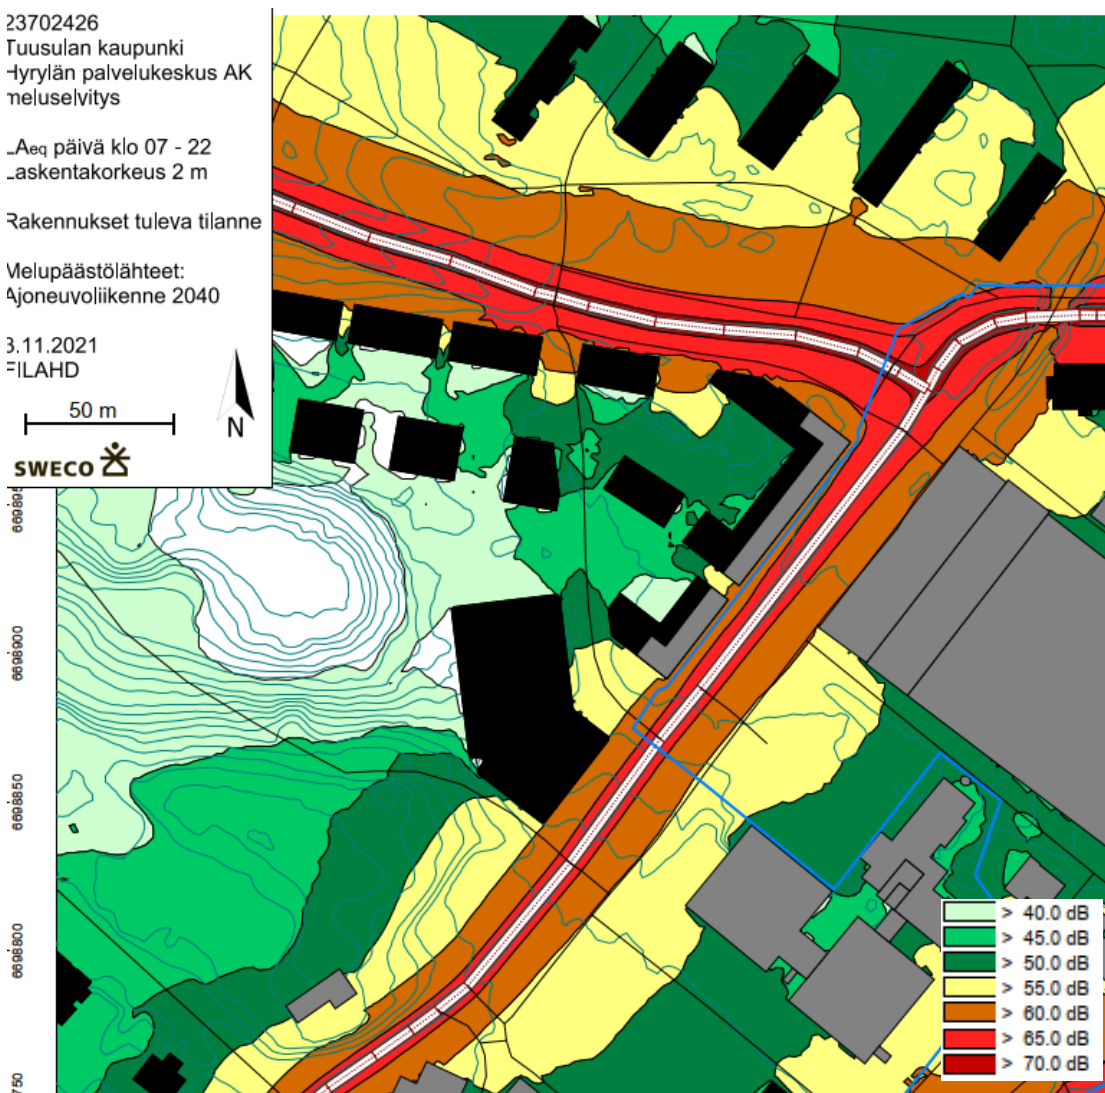 23702426
Tuusulan kaupunki
Hyrylän palvelukeskus AK
meluselvitys
LAeq päivä klo 07 - 22
Laskentakorkeus 2 m
Rakennukset tuleva tilanne
Melupäästölähteet:
Ajoneuvoliikenne 2040
3.11.2021
FILAHD
50 m
N
SWECO
669895
6698900
6698850
6698800
750
> 40.0 dB
> 45.0 dB
> 50.0 dB
> 55.0 dB
> 60.0 dB
> 65.0 dB
> 70.0 dB